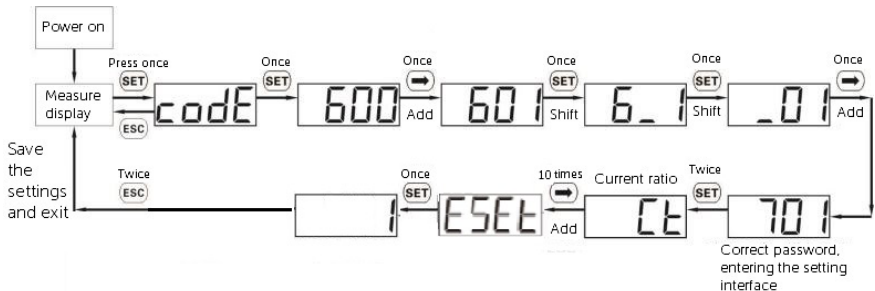 Power on
Press once
Once
Once
Once
Once
Once
SET
SET
SET
SET
Measure
display
codE
600
601
6_1
_01
Add
Shift
Shift
Add
ESC
Save
the
settings
and exit
Twice
Once
10 times
Current ratio
Twice
ESC
SET
SET
1
ESEt
Ct
701
Add
Correct password,
entering the setting
interface